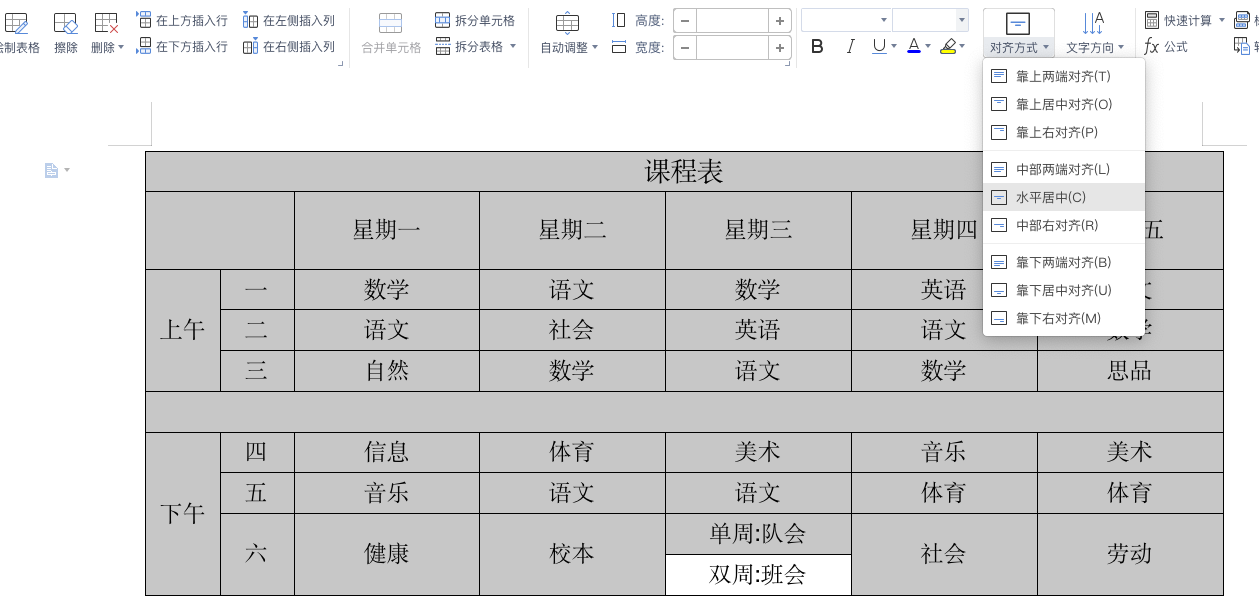 在上方插入行 在左侧插入列 拆分单元格 高度: 快速计算
绘制表格 擦除 删除 在下方插入行 在右侧插入列 合并单元格 拆分表格 自动调整 宽度: B I U A 对齐方式 文字方向 fx 公式
靠上两端对齐(T)
靠上居中对齐(O)
靠上右对齐(P)
中部两端对齐(L)
水平居中(C)
中部右对齐(R)
靠下两端对齐(B)
靠下居中对齐(U)
靠下右对齐(M)
课程表
星期一 星期二 星期三 星期四 五
上午
一 数学 语文 数学 英语
二 语文 社会 英语 语文 数学
三 自然 数学 语文 数学 思品
下午
四 信息 体育 美术 音乐 美术
五 音乐 语文 语文 体育 体育
六 健康 校本 单周:队会 社会 劳动
双周:班会